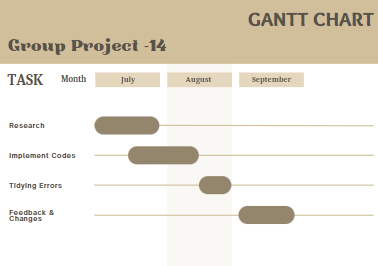 GANTT CHART
Group Project -14
TASK Month July August September
Research
Implement Codes
Tidying Errors
Feedback &
Changes